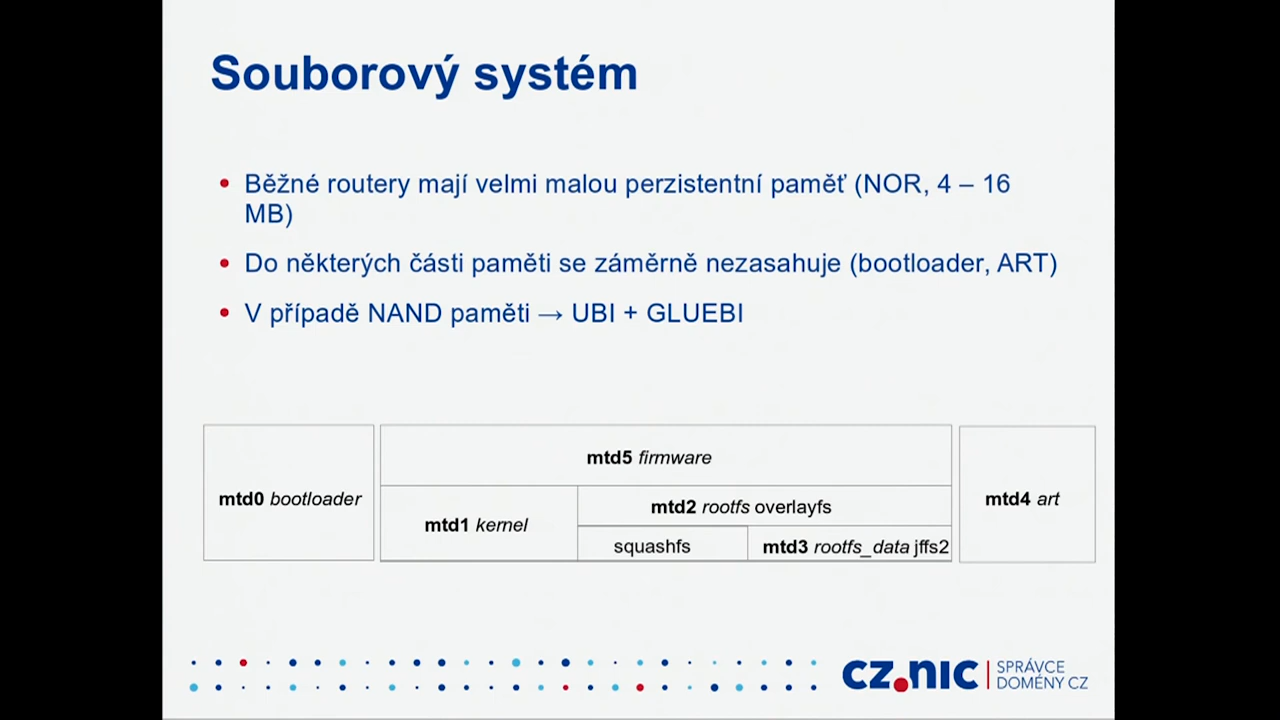 Souborový systém
Běžné routery mají velmi malou perzistentní paměť (NOR, 4 – 16
MB)
Do některých části paměti se záměrně nezasahuje (bootloader, ART)
V případě NAND paměti → UBI + GLUEBI
mtd5 firmware
mtd0 bootloader
mtd1 kernel
mtd2 rootfs overlayfs
squashfs
mtd3 rootfs_data jffs2
mtd4 art
CZ.NIC
SPRÁVCE
DOMÉNY CZ